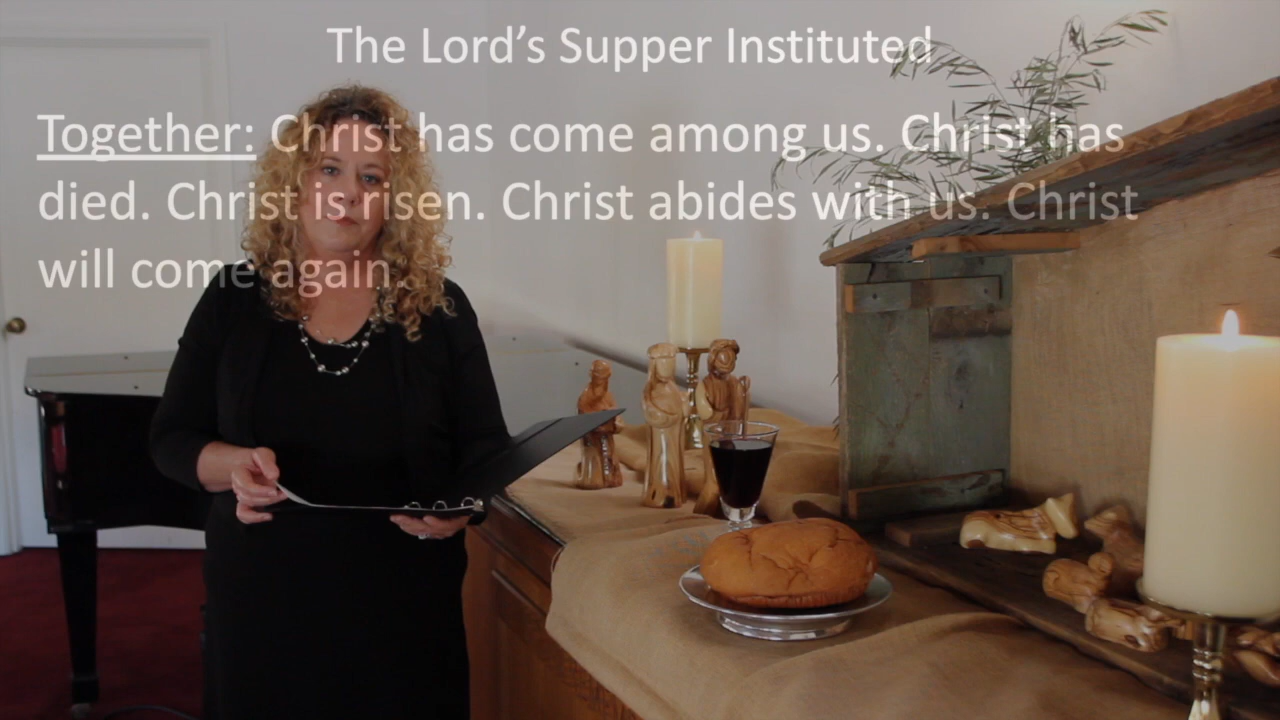 The Lord’s Supper Instituted
Together: Christ has come among us. Christ has
died. Christ is risen. Christ abides with us. Christ
will come again.